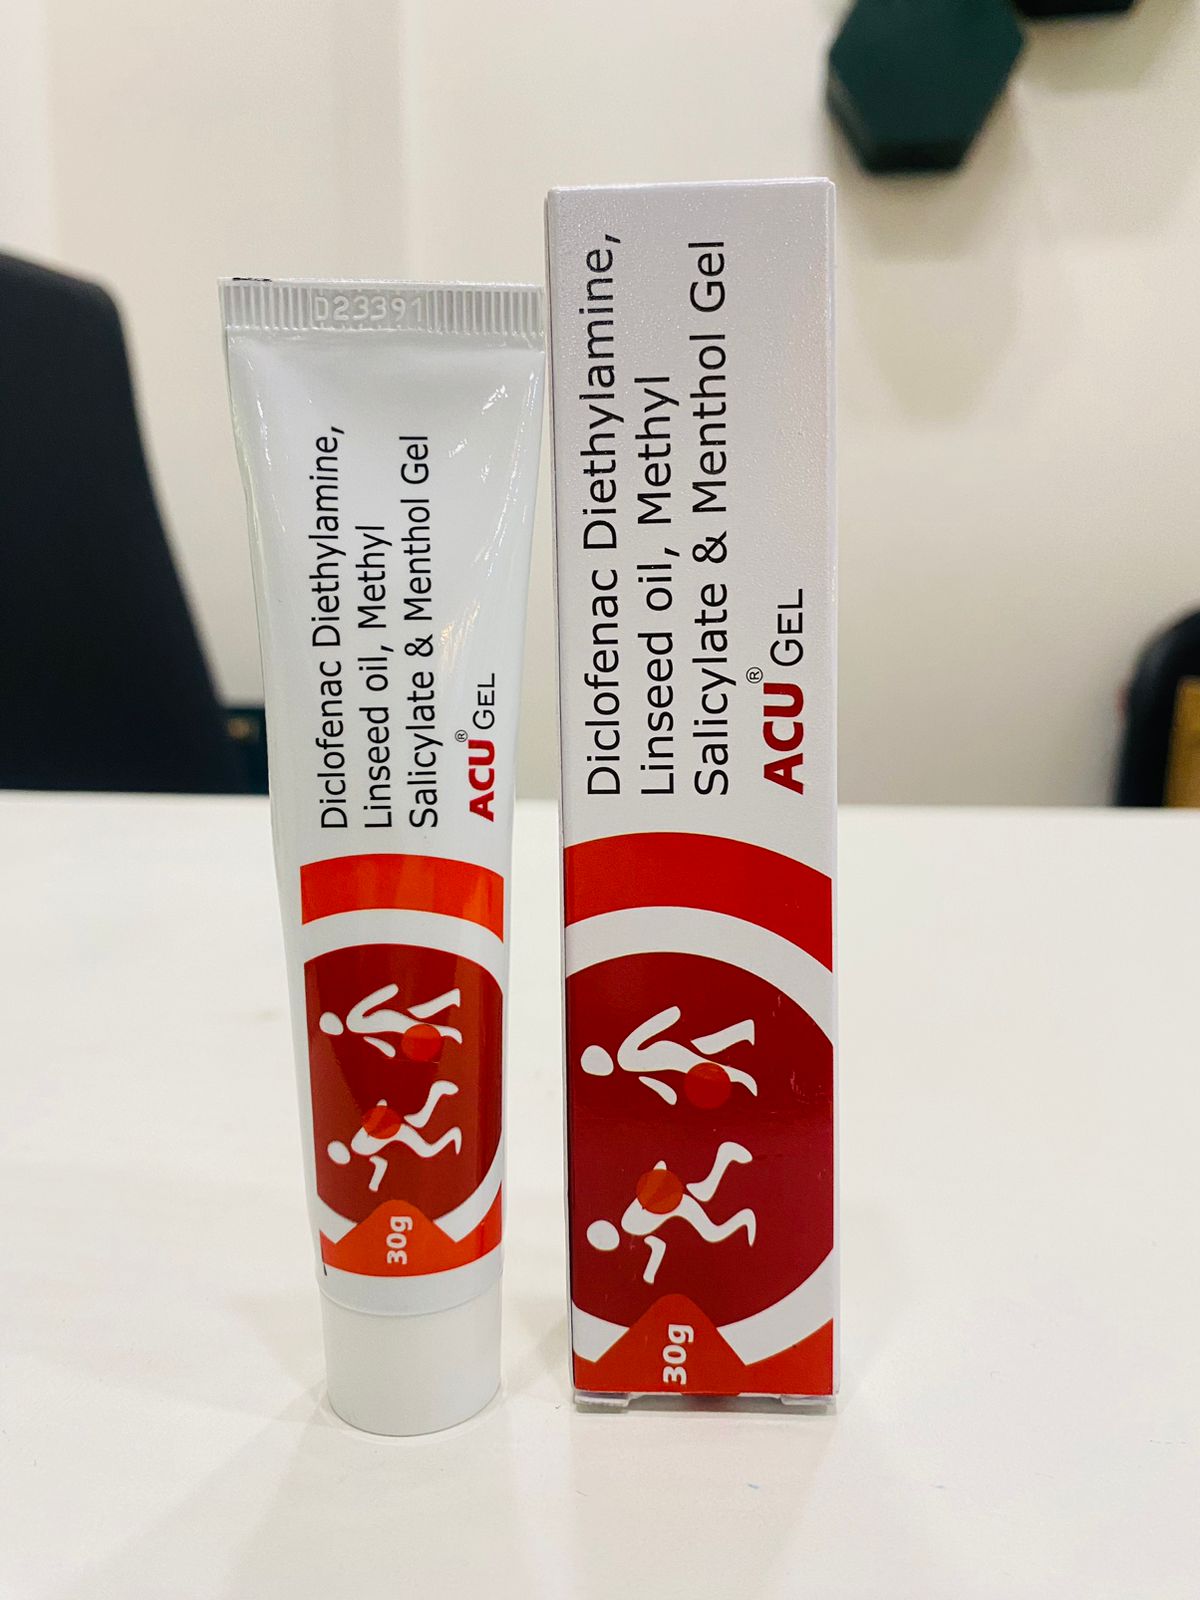 D23391
Diclofenac Diethylamine,
Linseed oil, Methyl
Salicylate & Menthol Gel
ACU® GEL
30g
Diclofenac Diethylamine,
Linseed oil, Methyl
Salicylate & Menthol Gel
ACU® GEL
30g